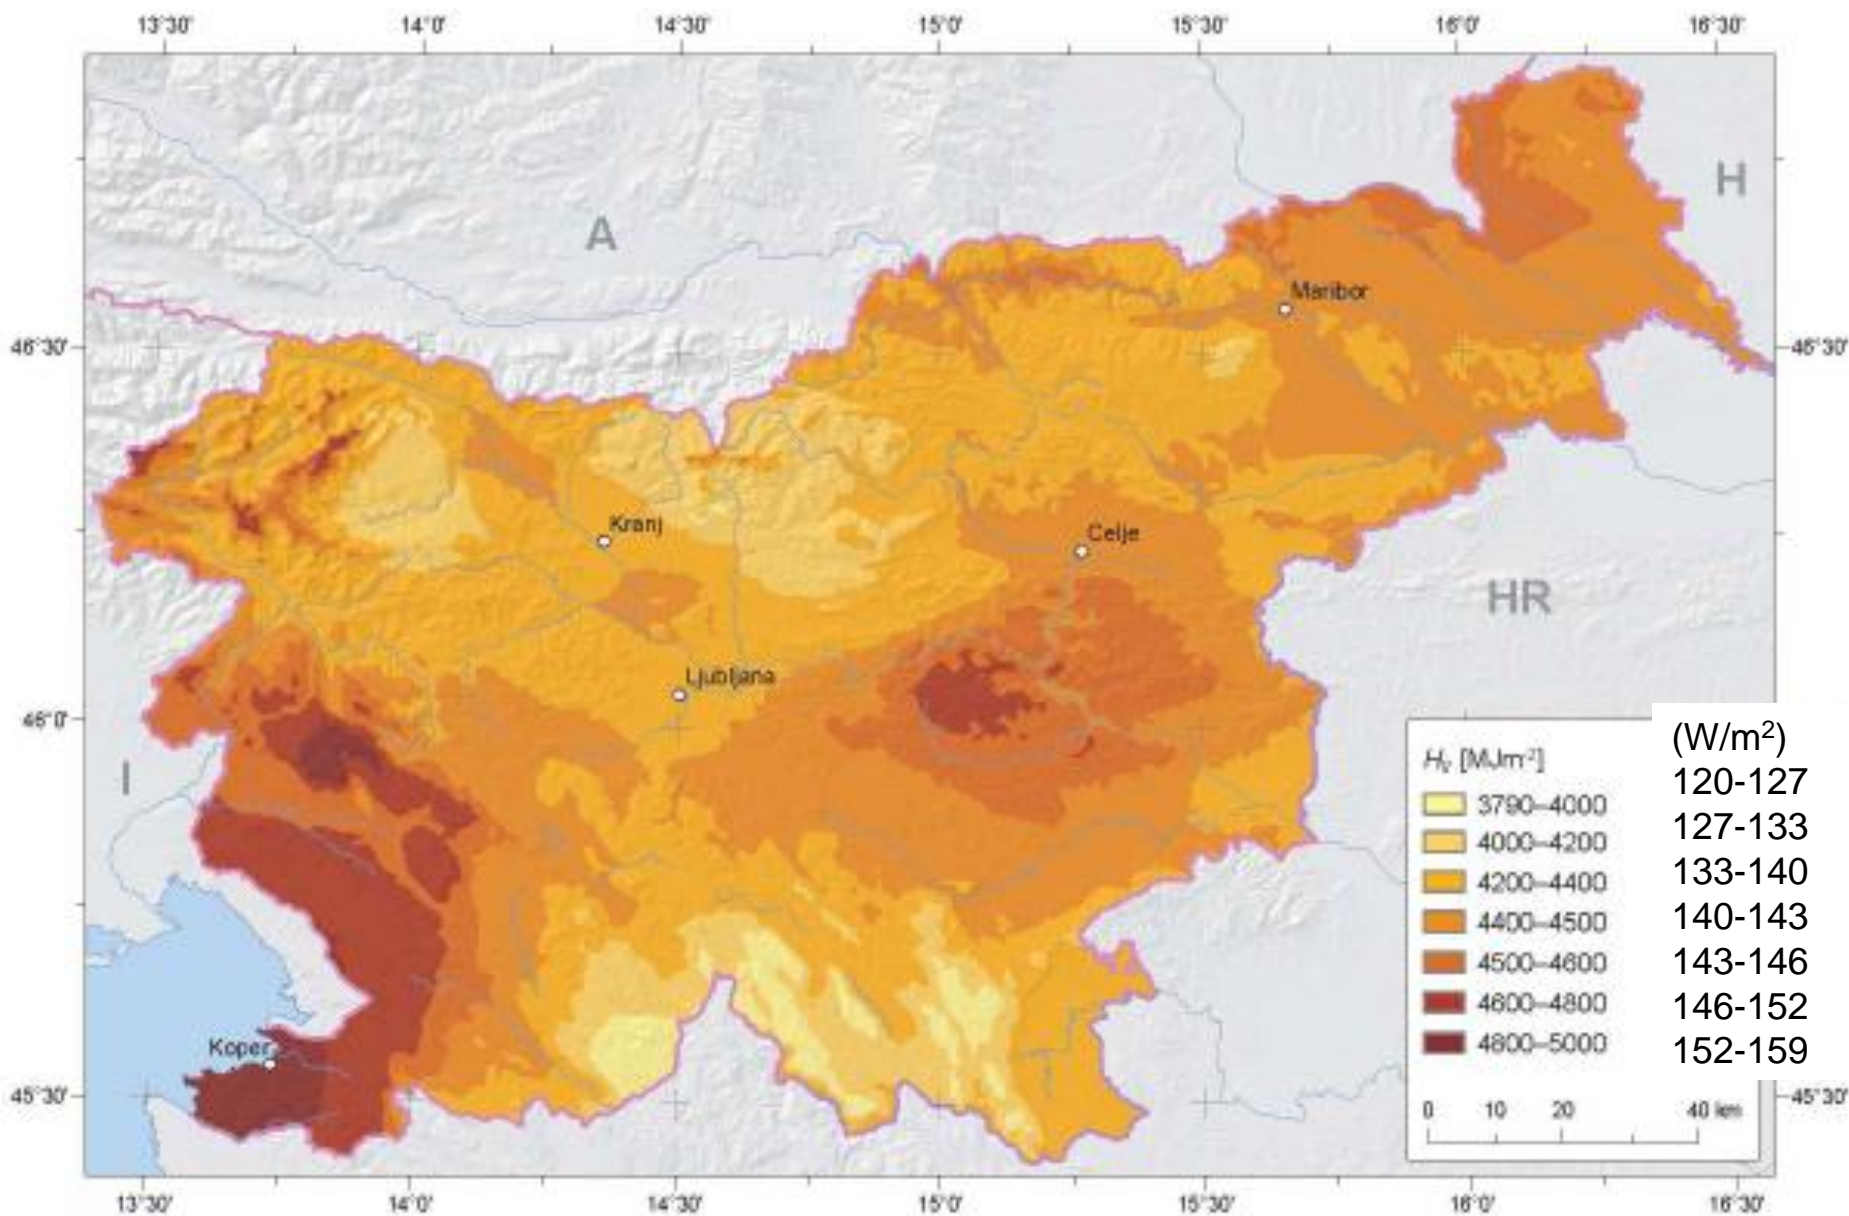 13°30' 14°0' 14°30' 15°0' 15°30' 16°0' 16°30'
A
H
Maribor
46°30' 46°30'
Kranj
Celje
HR
Ljubljana
46°0'
I
(W/m²)
Hᵥ [MJm⁻²]
120-127
3790–4000
127-133
4000–4200
133-140
4200–4400
140-143
4400–4500
143-146
4500–4600
146-152
4600–4800
152-159
4800–5000
Koper
45°30' 45°30'
0 10 20 40 km
13°30' 14°0' 14°30' 15°0' 15°30' 16°0' 16°30'